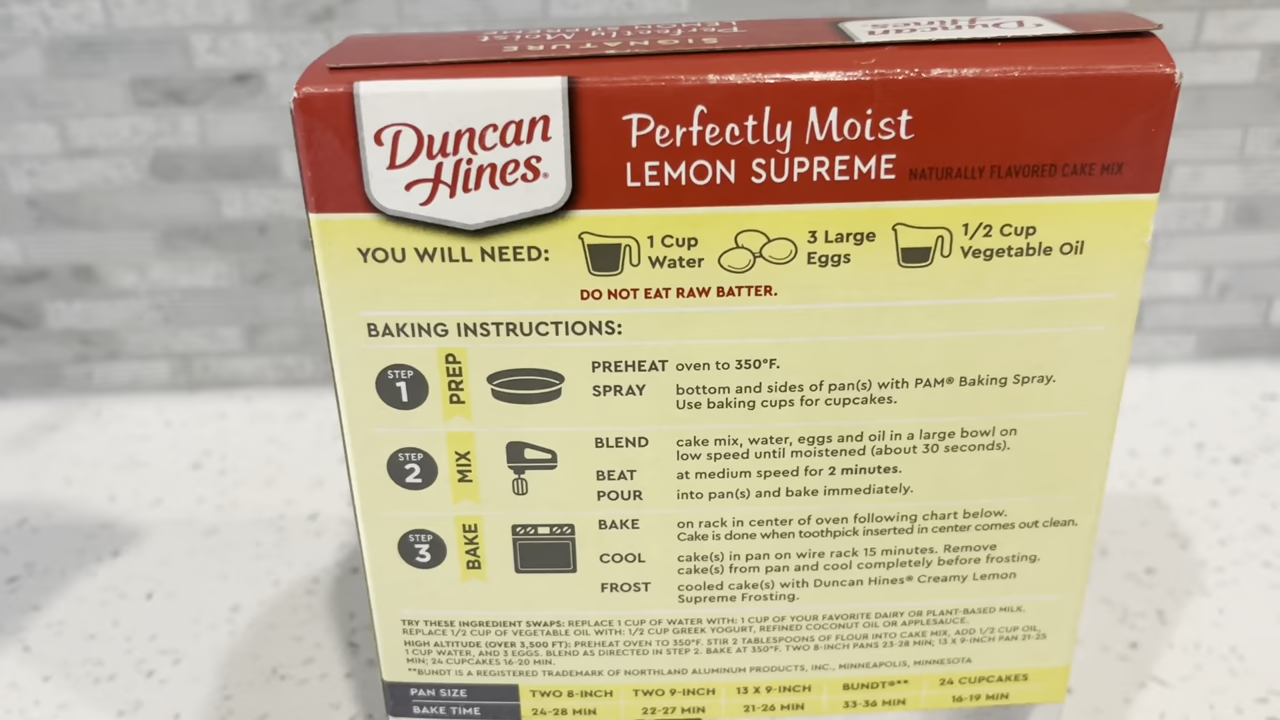 SIGNATURE
Perfectly Moist
LEMON SUPREME
Duncan
Hines
Duncan
Hines®
Perfectly Moist
LEMON SUPREME NATURALLY FLAVORED CAKE MIX
YOU WILL NEED:
1 Cup
Water
3 Large
Eggs
1/2 Cup
Vegetable Oil
DO NOT EAT RAW BATTER.
BAKING INSTRUCTIONS:
STEP
1
PREP
PREHEAT oven to 350°F.
SPRAY bottom and sides of pan(s) with PAM® Baking Spray.
Use baking cups for cupcakes.
STEP
2
MIX
BLEND cake mix, water, eggs and oil in a large bowl on
low speed until moistened (about 30 seconds).
BEAT at medium speed for 2 minutes.
POUR into pan(s) and bake immediately.
STEP
3
BAKE
BAKE on rack in center of oven following chart below.
Cake is done when toothpick inserted in center comes out clean.
COOL cake(s) in pan on wire rack 15 minutes. Remove
cake(s) from pan and cool completely before frosting.
FROST cooled cake(s) with Duncan Hines® Creamy Lemon
Supreme Frosting.
TRY THESE INGREDIENT SWAPS: REPLACE 1 CUP OF WATER WITH: 1 CUP OF YOUR FAVORITE DAIRY OR PLANT-BASED MILK.
REPLACE 1/2 CUP OF VEGETABLE OIL WITH: 1/2 CUP GREEK YOGURT, REFINED COCONUT OIL OR APPLESAUCE.
HIGH ALTITUDE (OVER 3,500 FT): PREHEAT OVEN TO 350°F. STIR 2 TABLESPOONS OF FLOUR INTO CAKE MIX, ADD 1/2 CUP OIL,
1 CUP WATER, AND 3 EGGS. BLEND AS DIRECTED IN STEP 2. BAKE AT 350°F, TWO 8-INCH PANS 23-28 MIN; 13 X 9-INCH PAN 21-25
MIN; 24 CUPCAKES 16-20 MIN.
**BUNDT IS A REGISTERED TRADEMARK OF NORTHLAND ALUMINUM PRODUCTS, INC., MINNEAPOLIS, MINNESOTA
PAN SIZE TWO 8-INCH TWO 9-INCH 13 X 9-INCH BUNDT®** 24 CUPCAKES
BAKE TIME 24-28 MIN 22-27 MIN 21-26 MIN 33-36 MIN 16-19 MIN